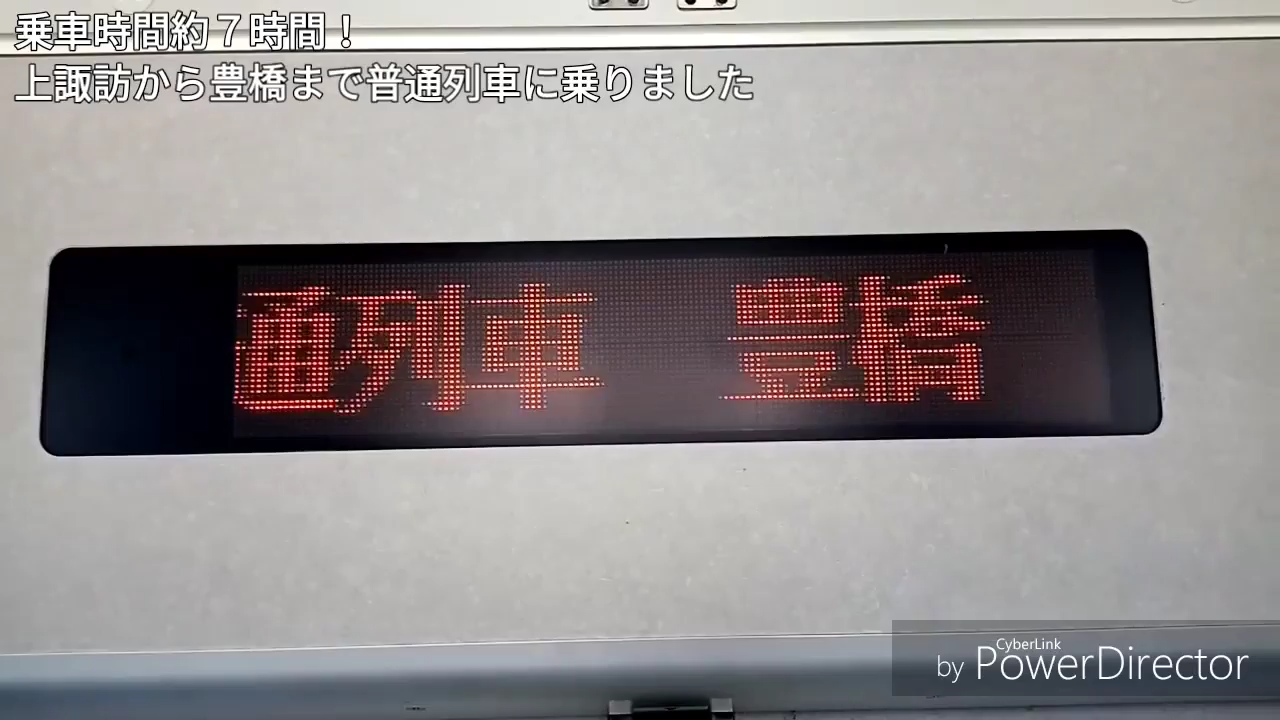 乗車時間約７時間！
上諏訪から豊橋まで普通列車に乗りました
通列車 豊橋
CyberLink
by PowerDirector